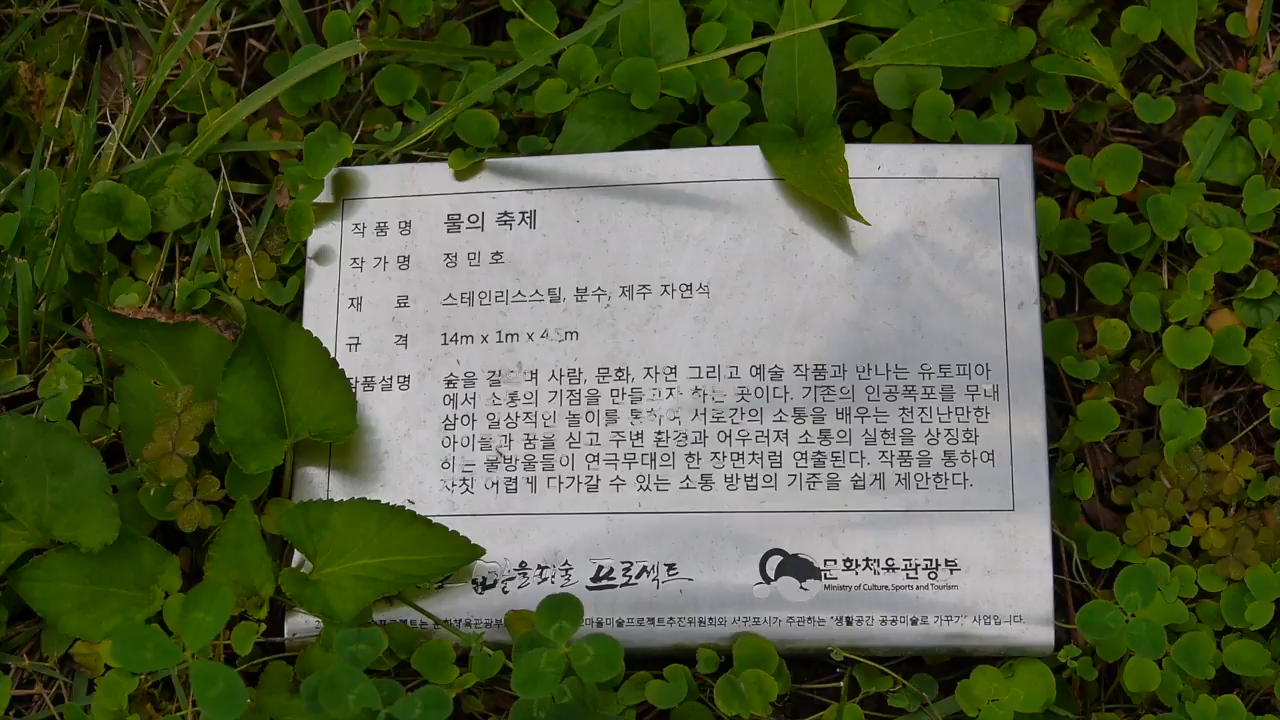 작품명 물의 축제
작가명 정민호
재 료 스테인리스스틸, 분수, 제주 자연석
규 격 14m x 1m x
작품설명 숲을 사람, 문화, 자연 그리고 예술 작품과 만나는 유토피아
에서 소통의 기점을 만들고자 하는 곳이다. 기존의 인공폭포를 무대
삼아 일상적인 놀이를 통하여 서로간의 소통을 배우는 천진난만한
아이들과 꿈을 싣고 주변 환경과 어우러져 소통의 실현을 상징화
하는 물방울들이 연극무대의 한 장면처럼 연출된다. 작품을 통하여
자칫 어렵게 다가갈 수 있는 소통 방법의 기준을 쉽게 제안한다.
마을미술 프로젝트
문화체육관광부
Ministry of Culture, Sports and Tourism
문화체육관광부 마을미술프로젝트추진위원회와 서귀포시가 주관하는 "생활공간 공공미술로 가꾸기" 사업입니다.